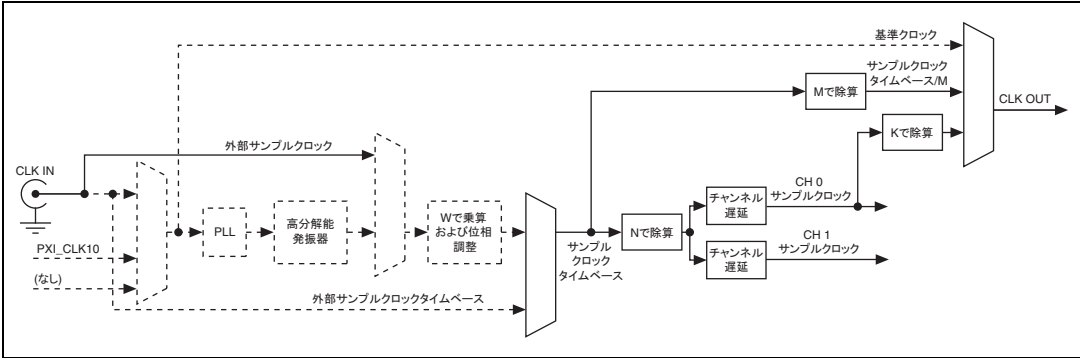 基準クロック
サンプルクロック
タイムベース/M
Mで除算
CLK OUT
Kで除算
外部サンプルクロック
CLK IN
CH 0
サンプルクロック
チャンネル
遅延
Wで乗算
および位相
調整
高分解能
発振器
PLL
Nで除算
サンプル
クロック
タイムベース
CH 1
サンプルクロック
チャンネル
遅延
PXI_CLK10
(なし)
外部サンプルクロックタイムベース